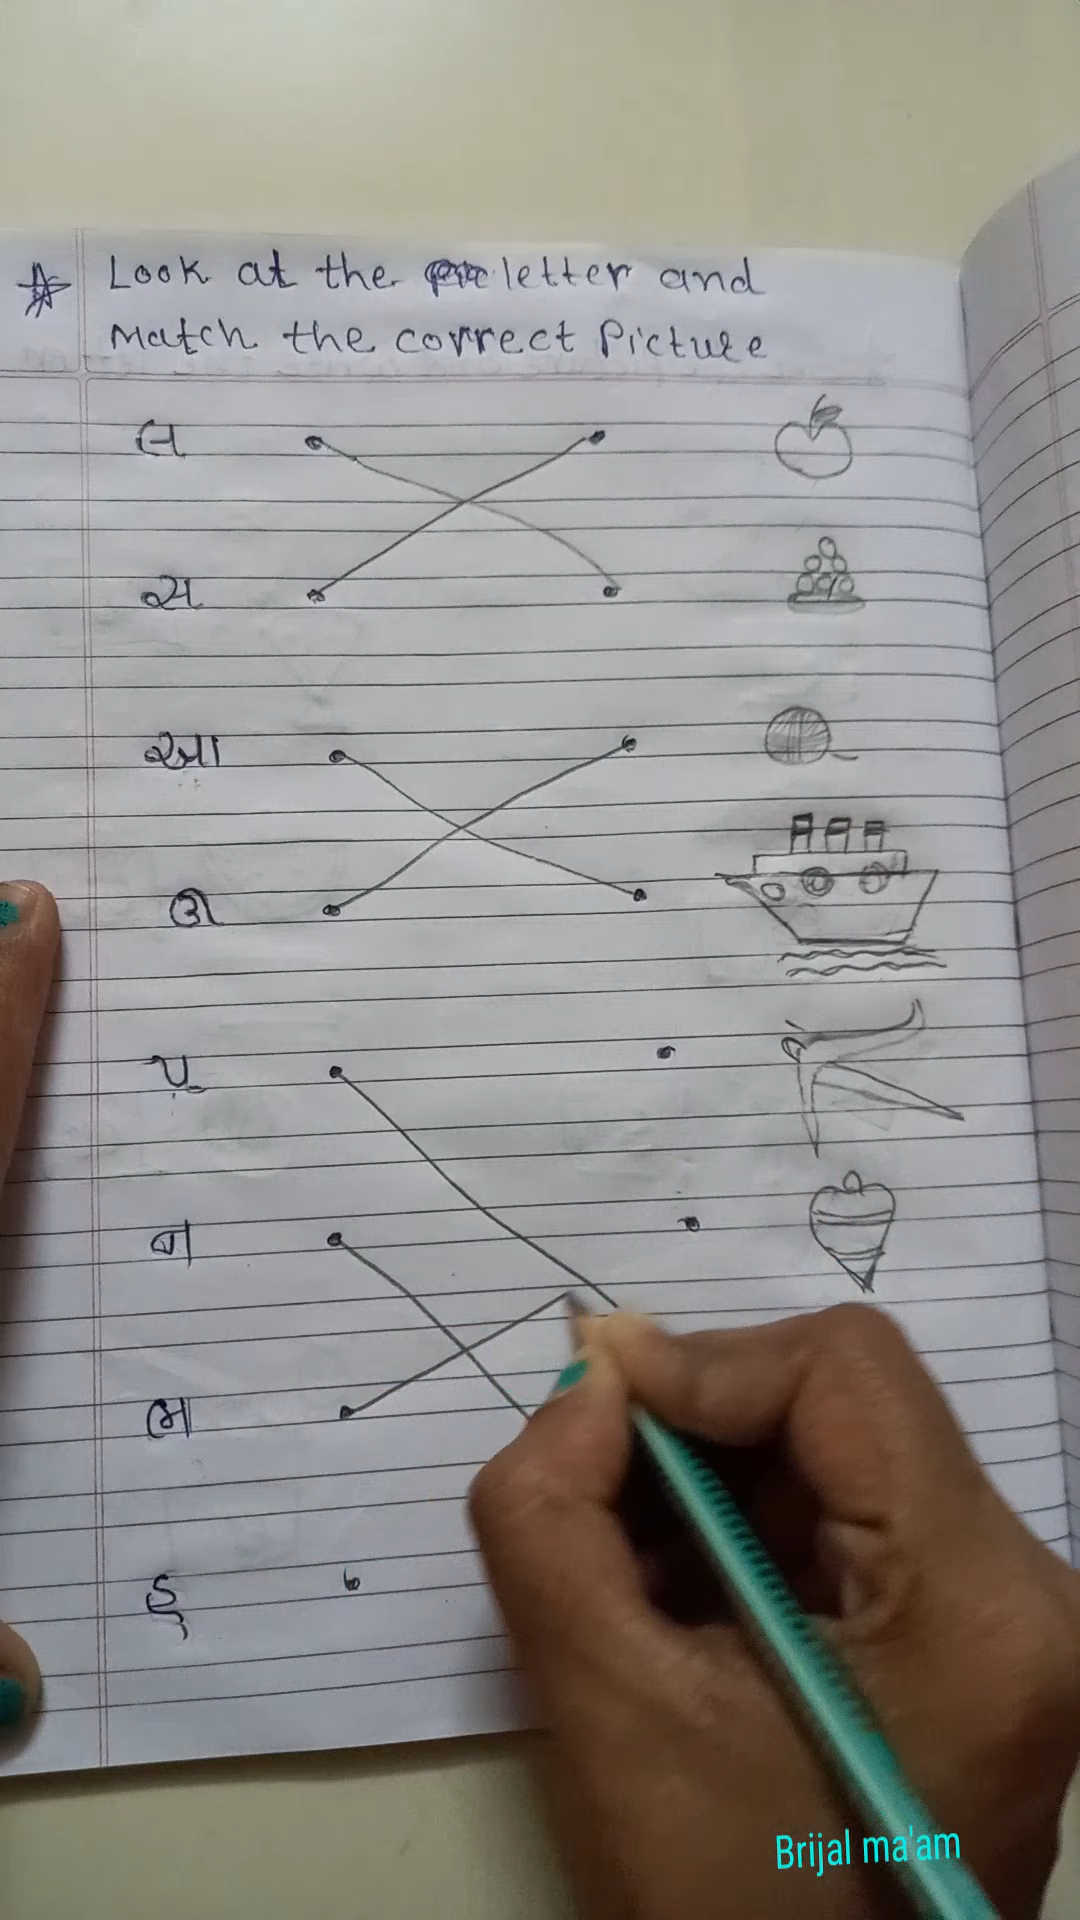 Look at the letter and
Match the correct Picture
લ
સ
આ
ઊ
પ
બ
ભ
હ
Brijal ma'am